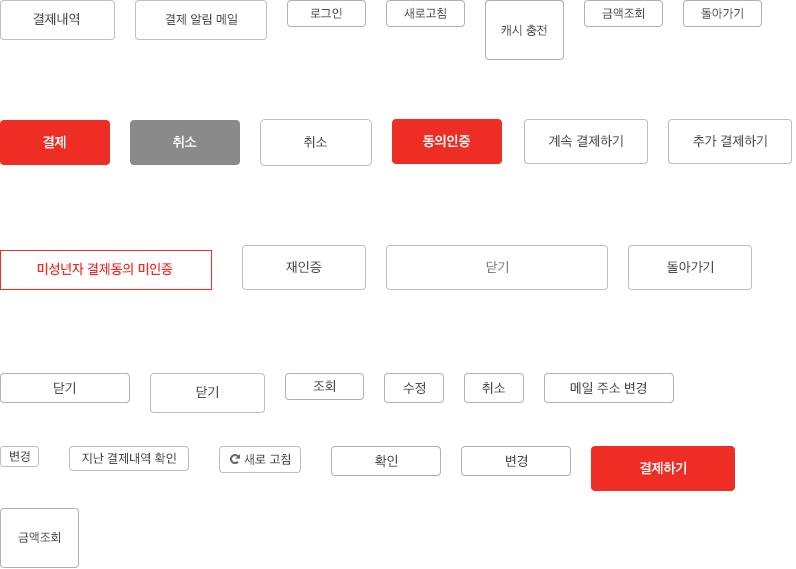 결제내역
결제 알림 메일
로그인
새로고침
캐시 충전
금액조회
돌아가기
결제
취소
취소
동의인증
계속 결제하기
추가 결제하기
미성년자 결제동의 미인증
재인증
닫기
돌아가기
닫기
닫기
조회
수정
취소
메일 주소 변경
변경
지난 결제내역 확인
새로 고침
확인
변경
결제하기
금액조회